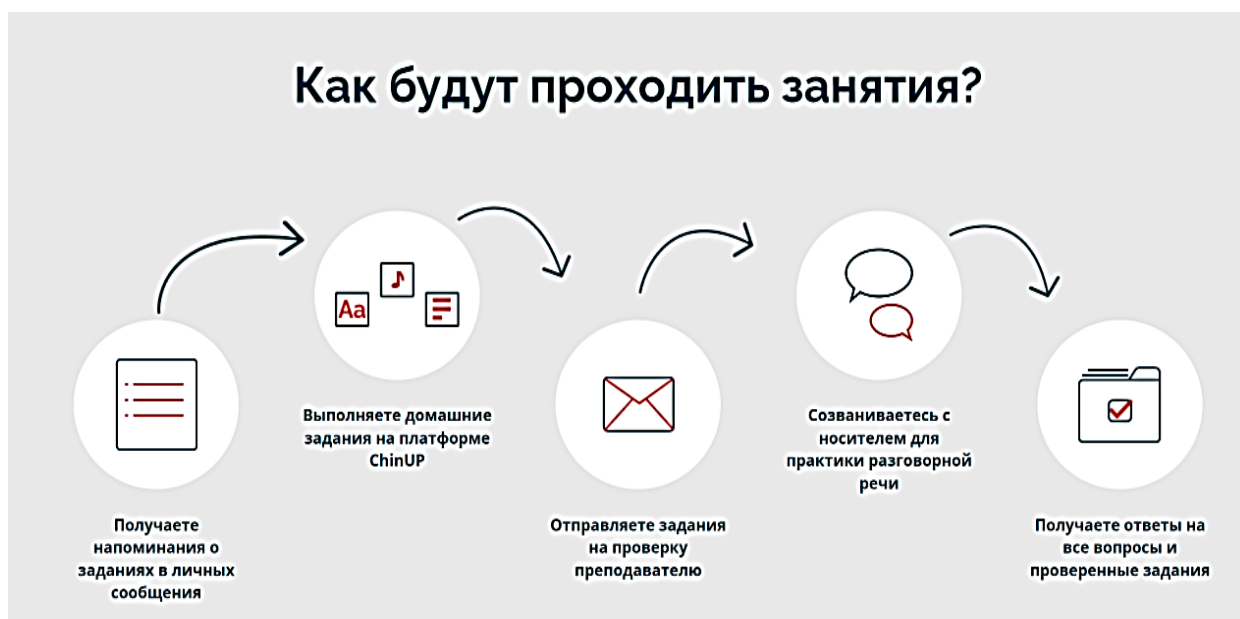 Как будут проходить занятия?
Aa
Получаете
напоминания о
заданиях в личных
сообщения
Выполняете домашние
задания на платформе
ChinUP
Отправляете задания
на проверку
преподавателю
Созваниваетесь с
носителем для
практики разговорной
речи
Получаете ответы на
все вопросы и
проверенные задания